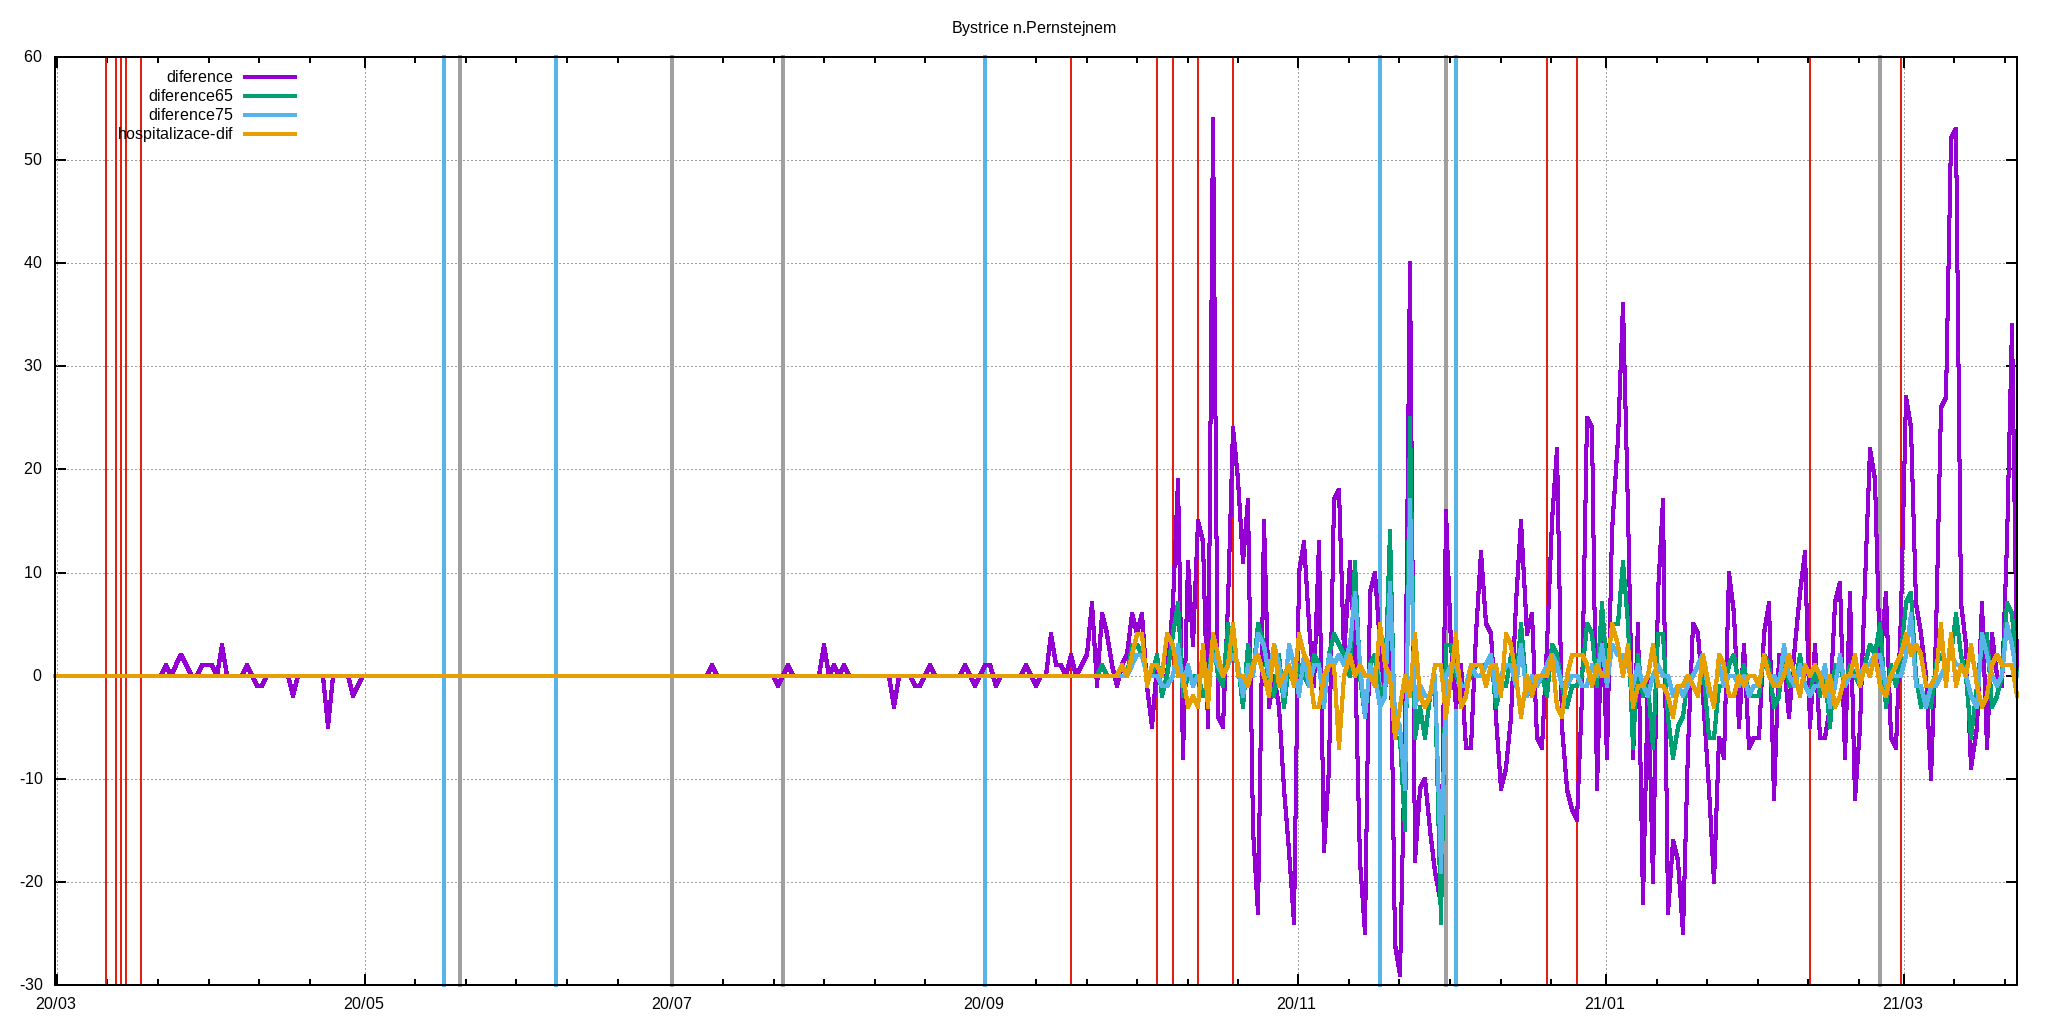 Bystrice n.Pernstejnem
60
diference
diference65
diference75
hospitalizace-dif
50
40
30
20
10
0
-10
-20
-30
20/03 20/05 20/07 20/09 20/11 21/01 21/03